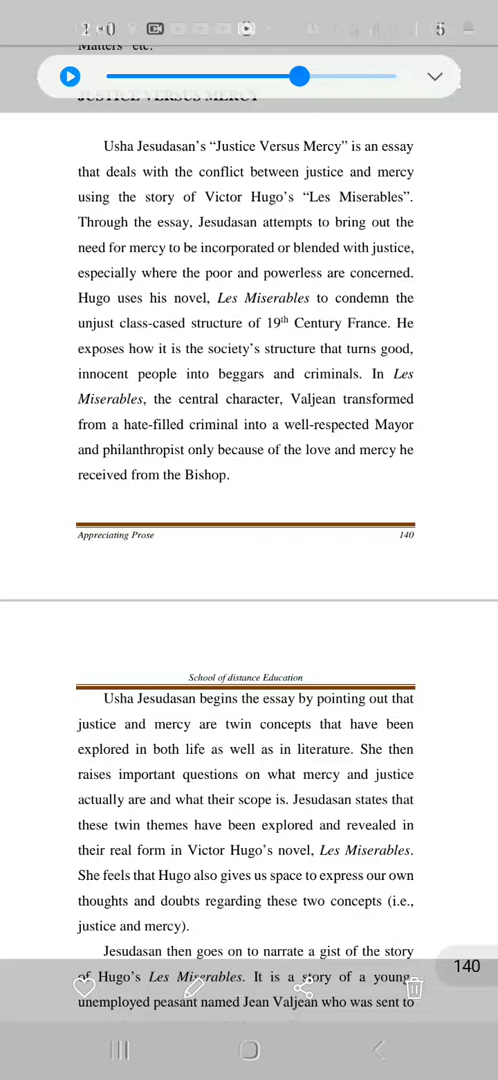 Matters etc.
JUSTICE VERSUS MERCY
Usha Jesudasan’s “Justice Versus Mercy” is an essay
that deals with the conflict between justice and mercy
using the story of Victor Hugo’s “Les Miserables”.
Through the essay, Jesudasan attempts to bring out the
need for mercy to be incorporated or blended with justice,
especially where the poor and powerless are concerned.
Hugo uses his novel, Les Miserables to condemn the
unjust class-cased structure of 19th Century France. He
exposes how it is the society’s structure that turns good,
innocent people into beggars and criminals. In Les
Miserables, the central character, Valjean transformed
from a hate-filled criminal into a well-respected Mayor
and philanthropist only because of the love and mercy he
received from the Bishop.
Appreciating Prose 140
School of distance Education
Usha Jesudasan begins the essay by pointing out that
justice and mercy are twin concepts that have been
explored in both life as well as in literature. She then
raises important questions on what mercy and justice
actually are and what their scope is. Jesudasan states that
these twin themes have been explored and revealed in
their real form in Victor Hugo’s novel, Les Miserables.
She feels that Hugo also gives us space to express our own
thoughts and doubts regarding these two concepts (i.e.,
justice and mercy).
Jesudasan then goes on to narrate a gist of the story
140
of Hugo’s Les Miserables. It is a story of a young,
unemployed peasant named Jean Valjean who was sent to